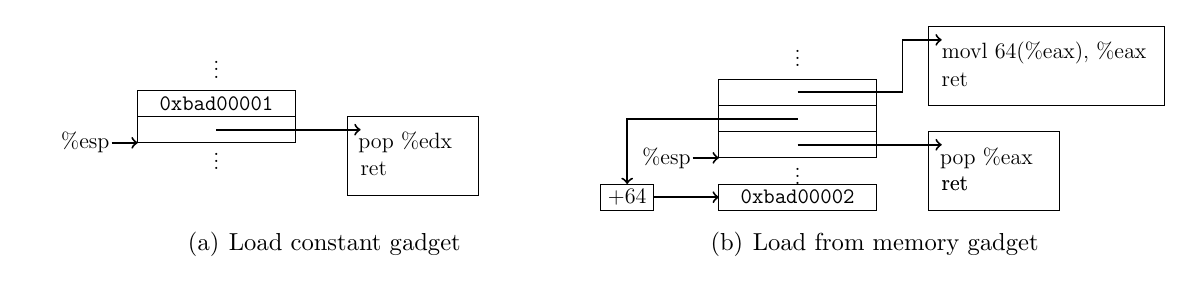 ⋮
0xbad00001
%esp
pop %edx
ret
⋮
(a) Load constant gadget
⋮
movl 64(%eax), %eax
ret
%esp
pop %eax
ret
⋮
+64
0xbad00002
(b) Load from memory gadget